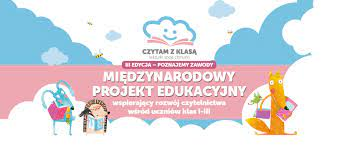 CZYTAM Z KLASĄ
III EDYCJA – POZNAJEMY ZAWODY
MIĘDZYNARODOWY
PROJEKT EDUKACYJNY
wspierający rozwój czytelnictwa
wśród uczniów klas I-III